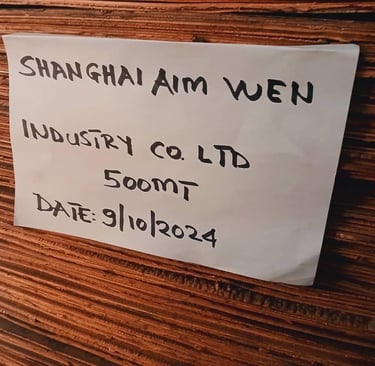 SHANGHAI AIM WEN
INDUSTRY CO. LTD
500MT
DATE: 9/10/2024